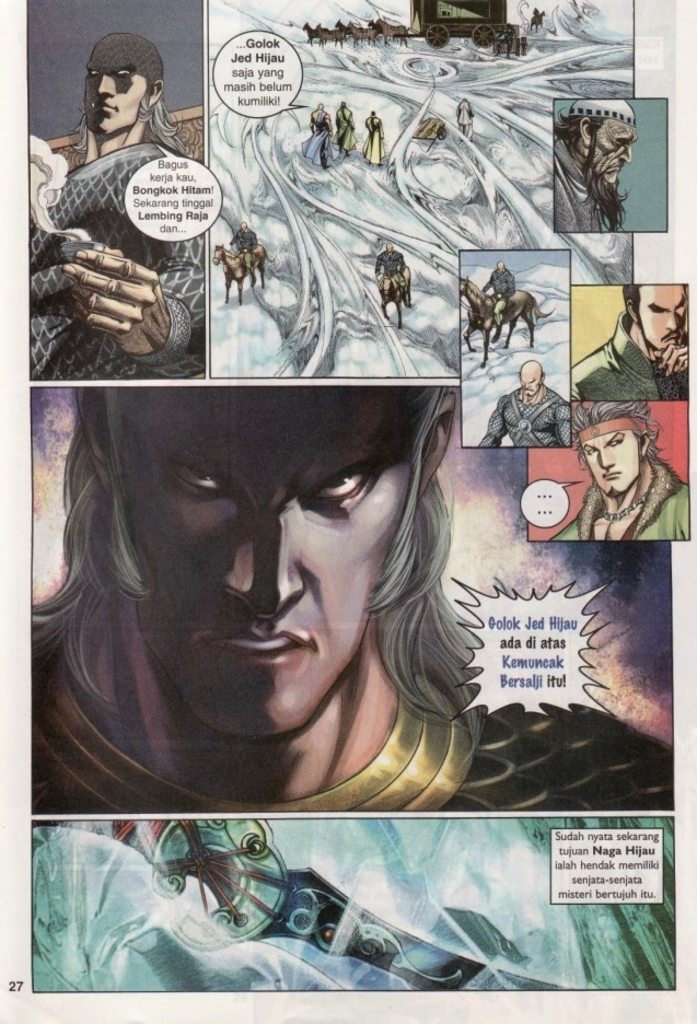 Bagus
kerja kau,
Bongkok Hitam!
Sekarang tinggal
Lembing Raja
dan...
...Golok
Jed Hijau
saja yang
masih belum
kumiliki!
...
...
Golok Jed Hijau
ada di atas
Kemuncak
Bersalji itu!
Sudah nyata sekarang
tujuan Naga Hijau
ialah hendak memiliki
senjata-senjata
misteri bertujuh itu.
27